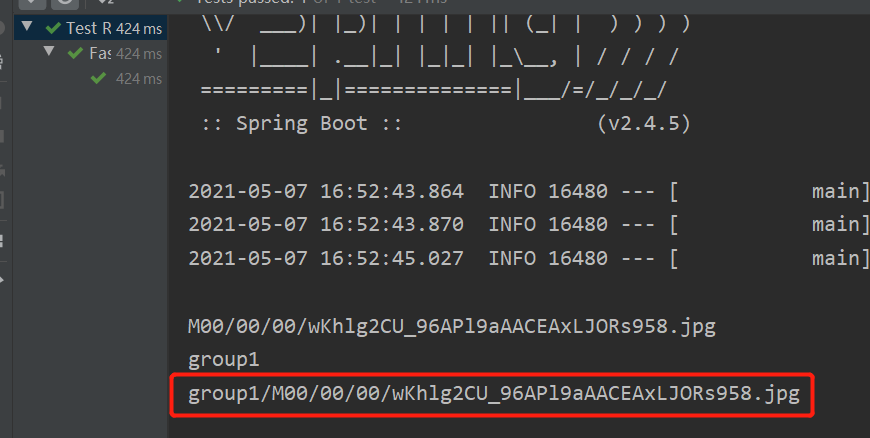 Test R 424 ms
Fas 424 ms
424 ms
\\/  ___)| |_)| | | | | || (_| |  ) ) ) )
'  |____| .__|_| |_|_| |_\__, | / / / /
=========|_|==============|___/=/_/_/_/
:: Spring Boot ::                (v2.4.5)
2021-05-07 16:52:43.864  INFO 16480 --- [           main]
2021-05-07 16:52:43.870  INFO 16480 --- [           main]
2021-05-07 16:52:45.027  INFO 16480 --- [           main]
M00/00/00/wKhlg2CU_96APl9aAACEAxLJORs958.jpg
group1
group1/M00/00/00/wKhlg2CU_96APl9aAACEAxLJORs958.jpg